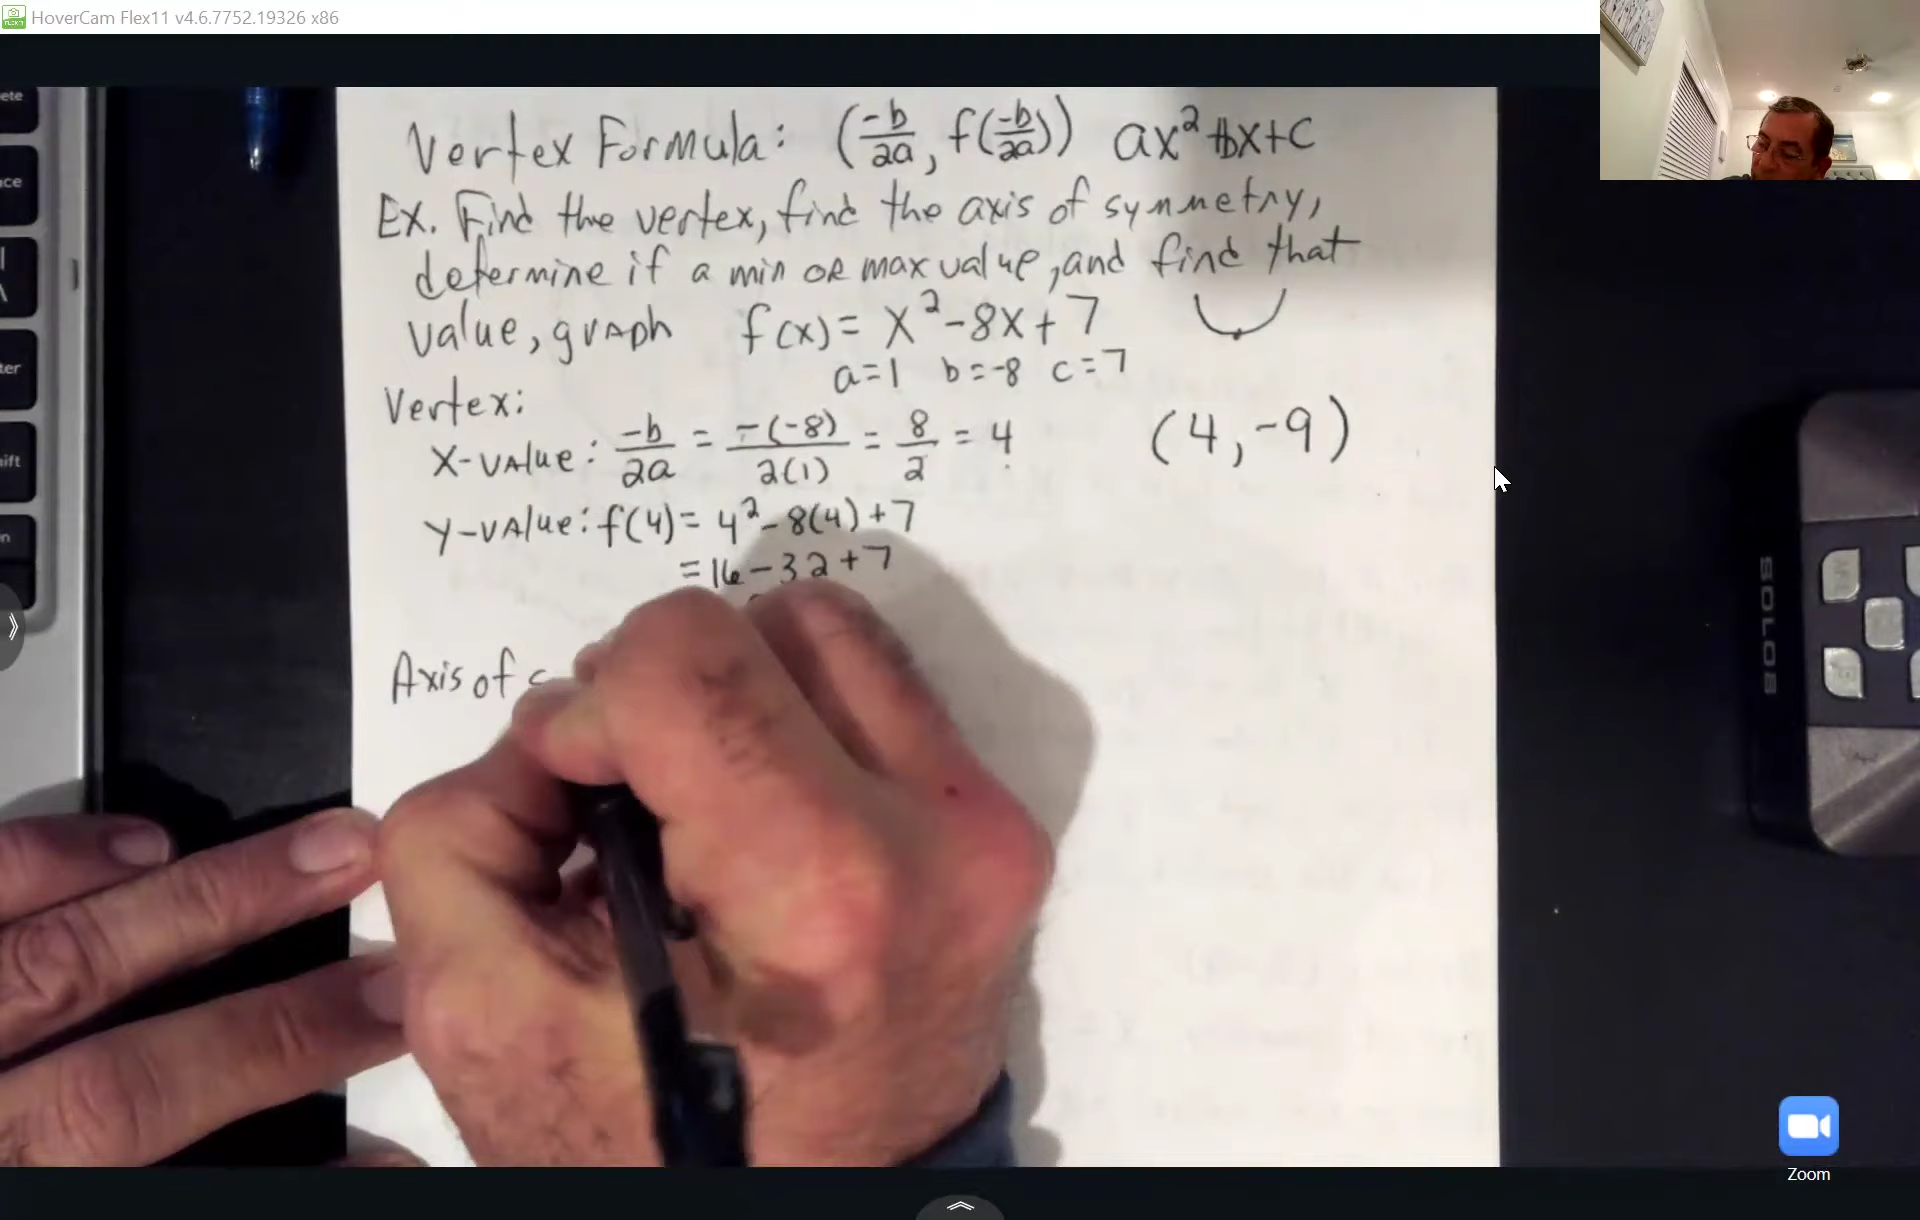 HoverCam Flex11 v4.6.7752.19326 x86
Vertex Formula: (-b/2a, f(-b/2a)) ax²+bx+c
Ex. Find the vertex, find the axis of symmetry,
determine if a min or max value, and find that
value, graph f(x) = x²-8x+7
a=1 b=-8 c=7
Vertex:
X-value: -b/2a = -(-8)/2(1) = 8/2 = 4 (4,-9)
y-value: f(4) = 4²-8(4)+7
=16-32+7
Axis of
SOLOS
Zoom